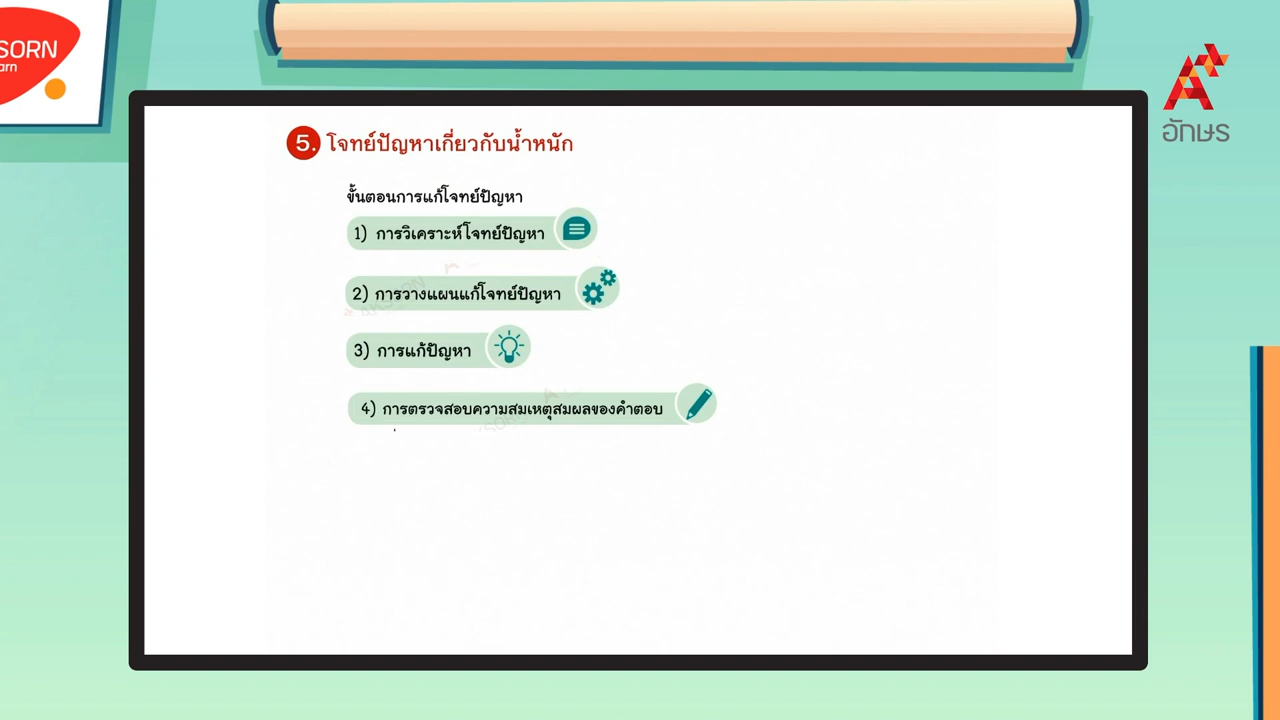 SORN
arn
อักษร
5. โจทย์ปัญหาเกี่ยวกับน้ำหนัก
ขั้นตอนการแก้โจทย์ปัญหา
1) การวิเคราะห์โจทย์ปัญหา
2) การวางแผนแก้โจทย์ปัญหา
3) การแก้ปัญหา
4) การตรวจสอบความสมเหตุสมผลของคำตอบ